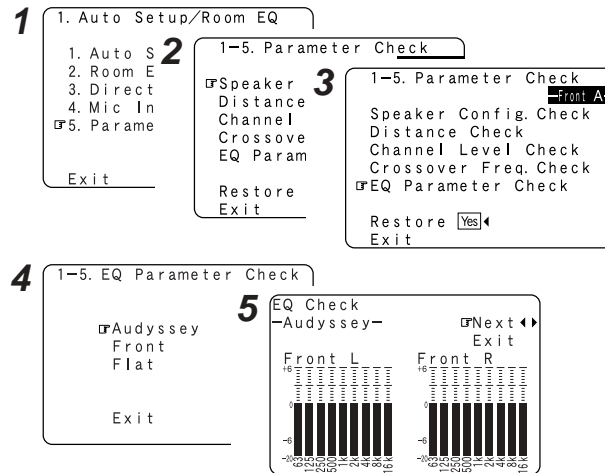 1
1. Auto Setup/Room EQ
1. Auto S
2. Room E
3. Direct
4. Mic In
☞5. Parame
Exit
2
1-5. Parameter Check
☞Speaker
Distance
Channel
Crossove
EQ Param
Restore
Exit
3
1-5. Parameter Check
-Front A-
Speaker Config. Check
Distance Check
Channel Level Check
Crossover Freq. Check
☞EQ Parameter Check
Restore Yes◀
Exit
4
1-5. EQ Parameter Check
☞Audyssey
Front
Flat
Exit
5
EQ Check
-Audyssey-
☞Next◀▶
Exit
Front L
+6
0
-6
-20
63 125 250 500 1k 2k 4k 8k 16k
Front R
+6
0
-6
-20
63 125 250 500 1k 2k 4k 8k 16k